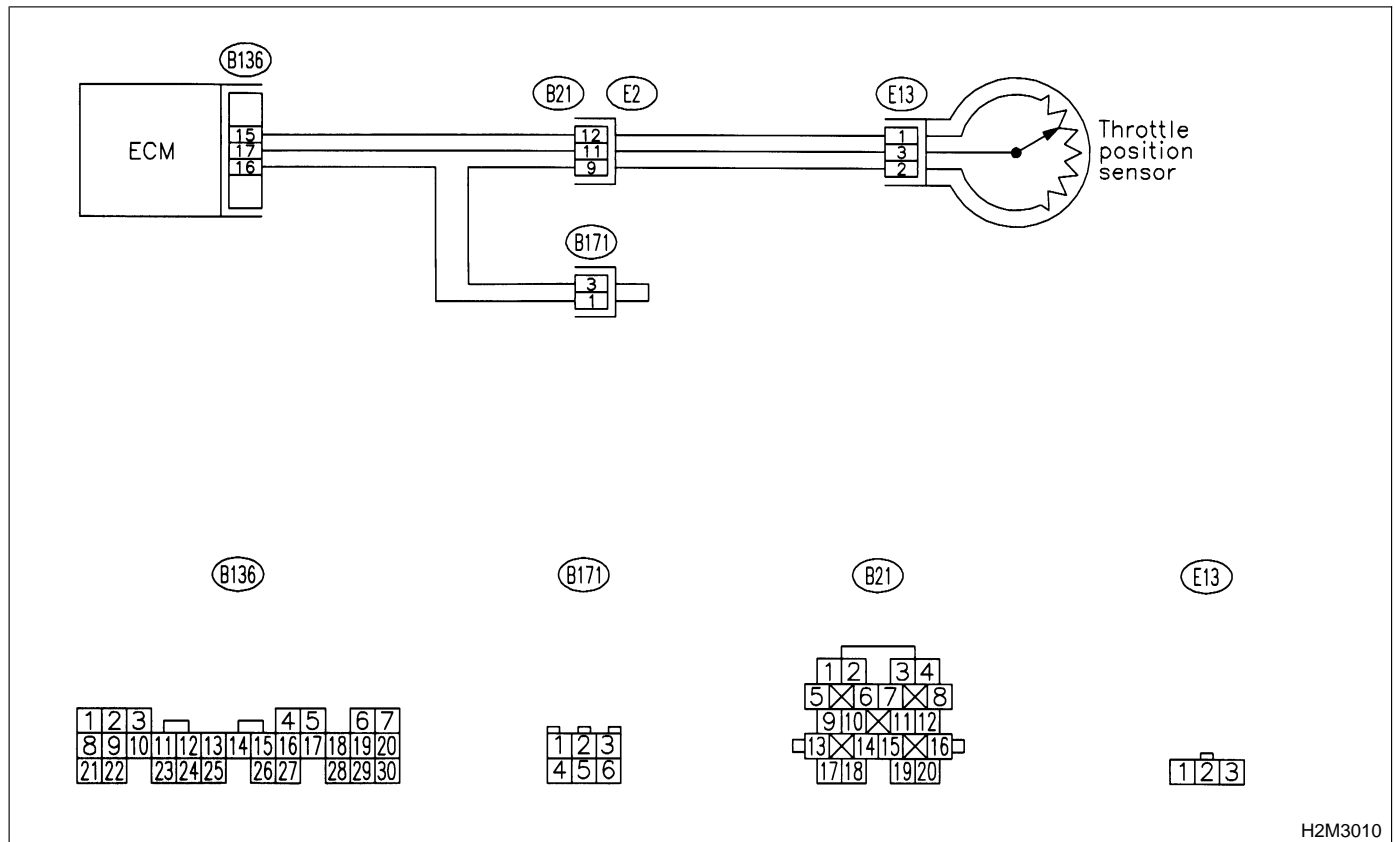 B136
B21 E2 E13
ECM
15
17
16
12
11
9
1
3
2
Throttle
position
sensor
B171
3
1
B136 B171 B21 E13
1 2 3 4 5 6 7
8 9 10 11 12 13 14 15 16 17 18 19 20
21 22 23 24 25 26 27 28 29 30
1 2 3
4 5 6
1 2 3 4
5 6 7 8
9 10 11 12
13 14 15 16
17 18 19 20
1 2 3
H2M3010